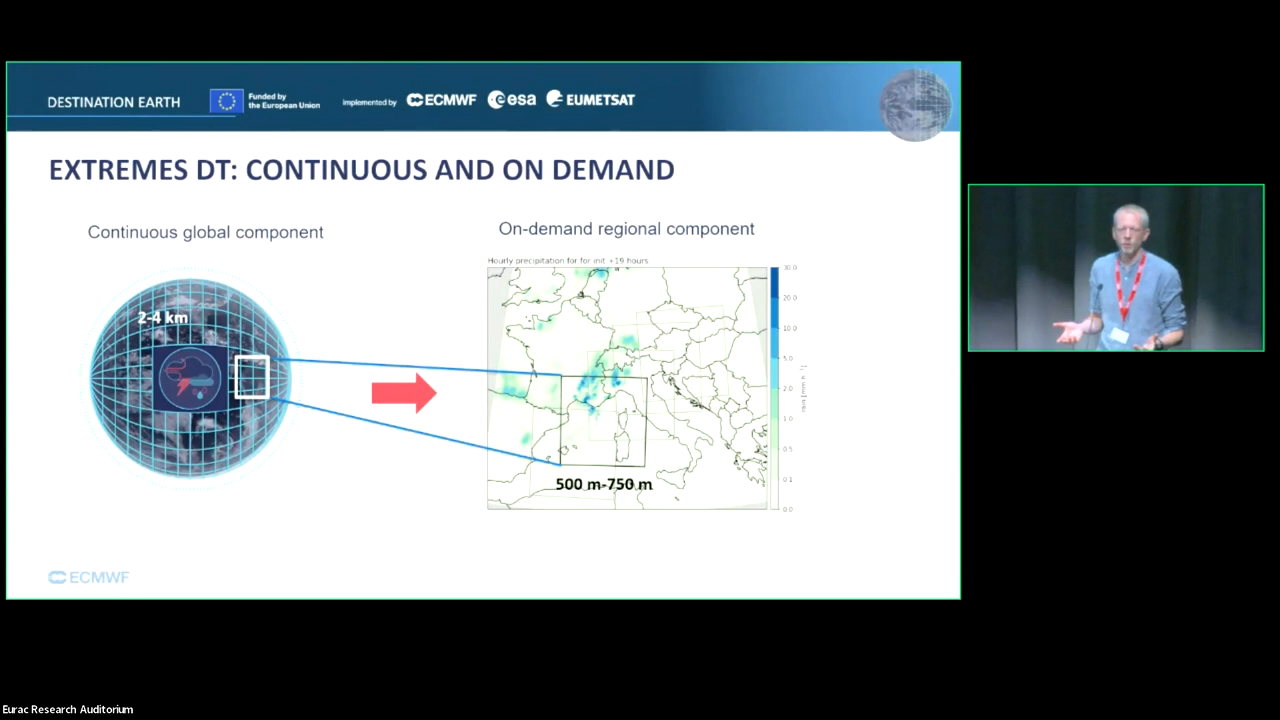 DESTINATION EARTH
Funded by
the European Union
Implemented by
ECMWF
esa
EUMETSAT
EXTREMES DT: CONTINUOUS AND ON DEMAND
Continuous global component
On-demand regional component
Hourly precipitation for for init +19 hours
2-4 km
30.0
20.0
10.0
5.0
2.0
1.0
0.5
0.1
0.0
rain [mm h⁻¹]
500 m-750 m
ECMWF
Eurac Research Auditorium